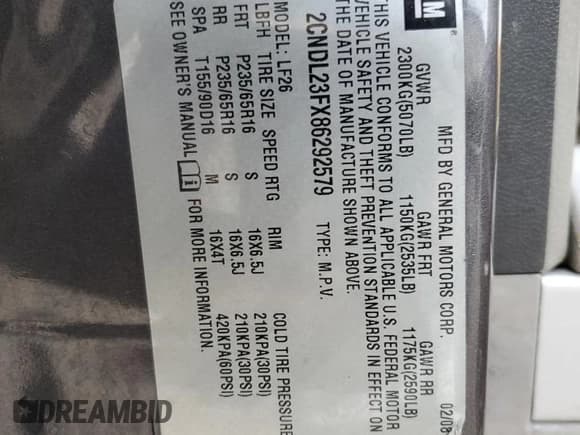 GM®
MFD BY GENERAL MOTORS CORP. 02/08
GVWR GAWR FRT GAWR RR
2300KG(5070LB) 1150KG(2535LB) 1175KG(2590LB)
THIS VEHICLE CONFORMS TO ALL APPLICABLE U.S. FEDERAL MOTOR
VEHICLE SAFETY AND THEFT PREVENTION STANDARDS IN EFFECT ON
THE DATE OF MANUFACTURE SHOWN ABOVE.
2CNDL23FX86292579 TYPE: M.P.V.
MODEL: LF26
LBFH TIRE SIZE SPEED RTG RIM COLD TIRE PRESSURE
FRT P235/65R16 S 16X6.5J 210KPA(30PSI)
RR P235/65R16 S 16X6.5J 210KPA(30PSI)
SPA T155/90D16 M 16X4T 420KPA(60PSI)
SEE OWNER'S MANUAL FOR MORE INFORMATION.
DREAMBID